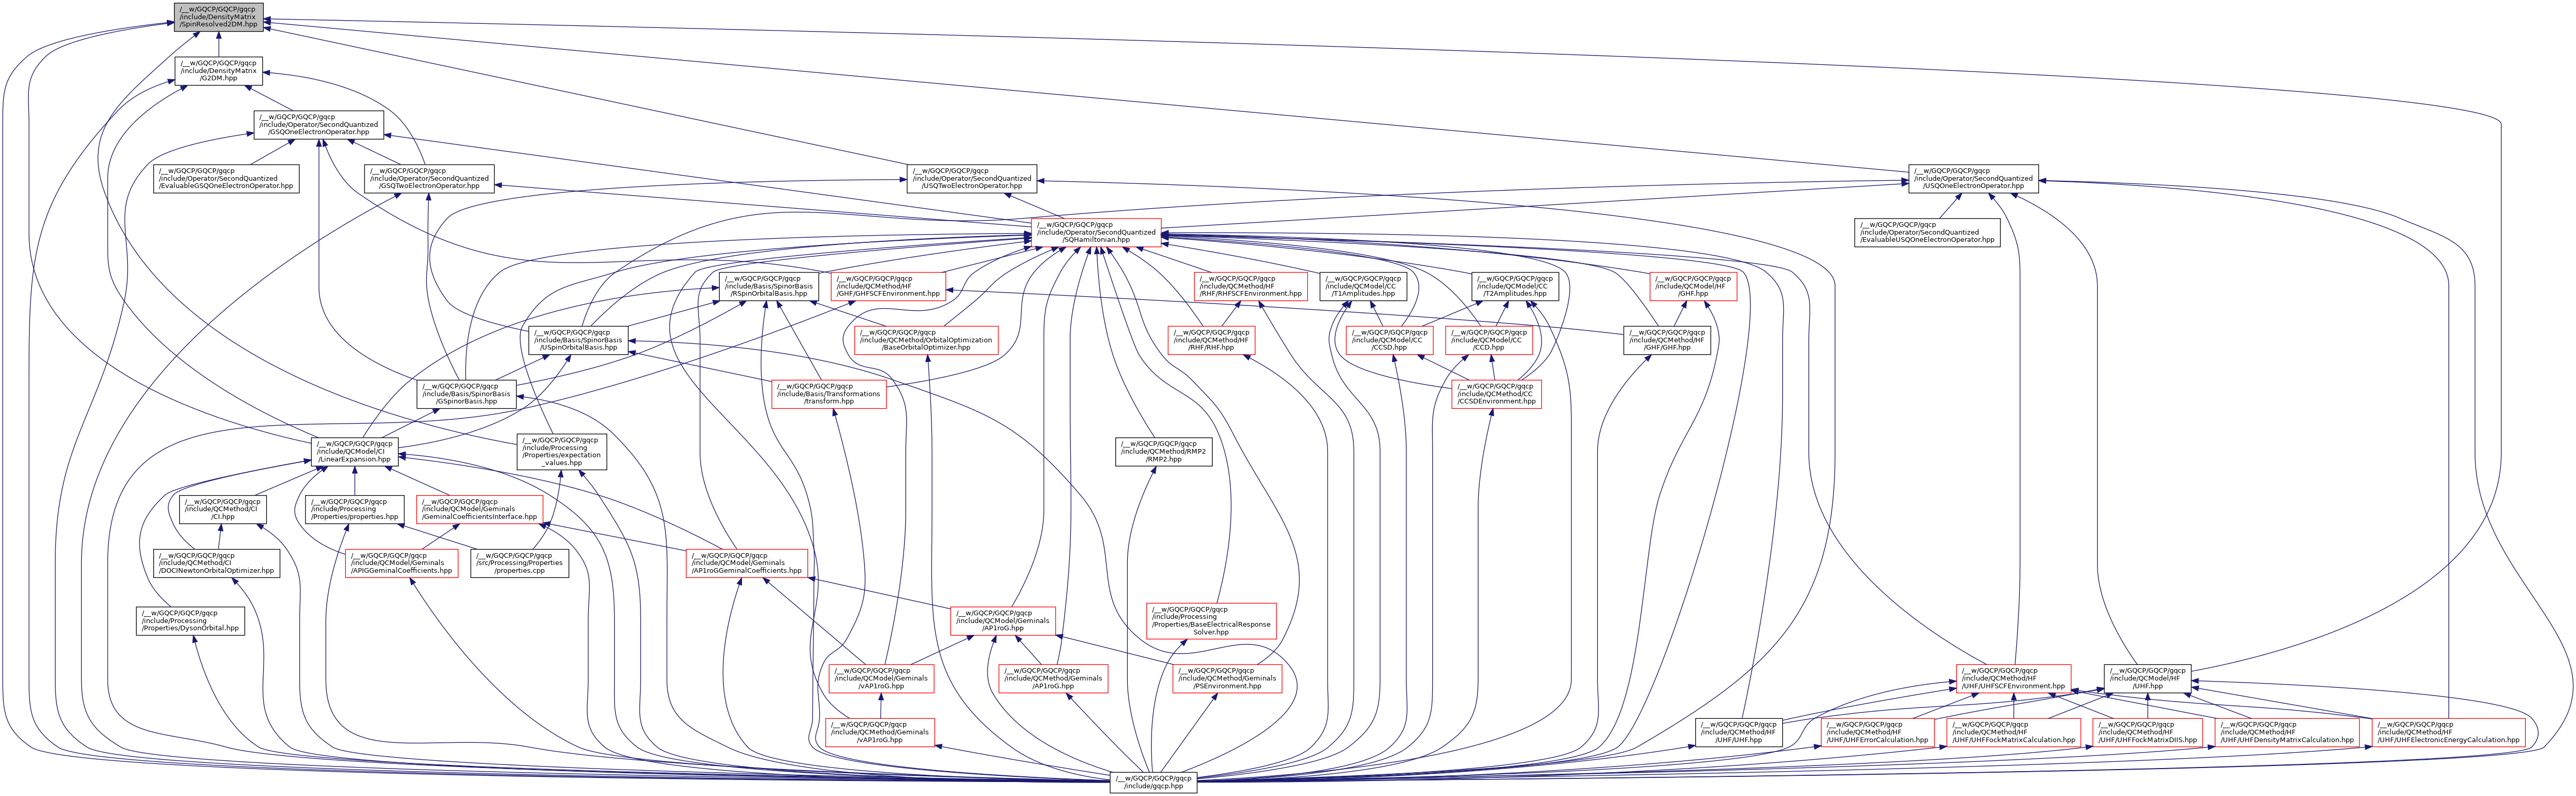 /__w/GQCP/GQCP/gqcp
/include/DensityMatrix
/SpinResolved2DM.hpp
/__w/GQCP/GQCP/gqcp
/include/DensityMatrix
/G2DM.hpp
/__w/GQCP/GQCP/gqcp
/include/Operator/SecondQuantized
/GSQOneElectronOperator.hpp
/__w/GQCP/GQCP/gqcp
/include/Operator/SecondQuantized
/EvaluableGSQOneElectronOperator.hpp
/__w/GQCP/GQCP/gqcp
/include/Operator/SecondQuantized
/GSQTwoElectronOperator.hpp
/__w/GQCP/GQCP/gqcp
/include/Operator/SecondQuantized
/USQTwoElectronOperator.hpp
/__w/GQCP/GQCP/gqcp
/include/Operator/SecondQuantized
/USQOneElectronOperator.hpp
/__w/GQCP/GQCP/gqcp
/include/Operator/SecondQuantized
/SQHamiltonian.hpp
/__w/GQCP/GQCP/gqcp
/include/Operator/SecondQuantized
/EvaluableUSQOneElectronOperator.hpp
/__w/GQCP/GQCP/gqcp
/include/Basis/SpinorBasis
/RSpinOrbitalBasis.hpp
/__w/GQCP/GQCP/gqcp
/include/QCMethod/HF
/GHF/GHFSCFEnvironment.hpp
/__w/GQCP/GQCP/gqcp
/include/QCMethod/HF
/RHF/RHFSCFEnvironment.hpp
/__w/GQCP/GQCP/gqcp
/include/QCModel/CC
/T1Amplitudes.hpp
/__w/GQCP/GQCP/gqcp
/include/QCModel/CC
/T2Amplitudes.hpp
/__w/GQCP/GQCP/gqcp
/include/QCModel/HF
/GHF.hpp
/__w/GQCP/GQCP/gqcp
/include/Basis/SpinorBasis
/USpinOrbitalBasis.hpp
/__w/GQCP/GQCP/gqcp
/include/QCMethod/OrbitalOptimization
/BaseOrbitalOptimizer.hpp
/__w/GQCP/GQCP/gqcp
/include/QCMethod/HF
/RHF/RHF.hpp
/__w/GQCP/GQCP/gqcp
/include/QCModel/CC
/CCSD.hpp
/__w/GQCP/GQCP/gqcp
/include/QCModel/CC
/CCD.hpp
/__w/GQCP/GQCP/gqcp
/include/QCMethod/HF
/GHF/GHF.hpp
/__w/GQCP/GQCP/gqcp
/include/Basis/SpinorBasis
/GSpinorBasis.hpp
/__w/GQCP/GQCP/gqcp
/include/Basis/Transformations
/transform.hpp
/__w/GQCP/GQCP/gqcp
/include/QCMethod/CC
/CCSDEnvironment.hpp
/__w/GQCP/GQCP/gqcp
/include/QCModel/CI
/LinearExpansion.hpp
/__w/GQCP/GQCP/gqcp
/include/Processing
/Properties/expectation
_values.hpp
/__w/GQCP/GQCP/gqcp
/include/QCMethod/RMP2
/RMP2.hpp
/__w/GQCP/GQCP/gqcp
/include/QCMethod/CI
/CI.hpp
/__w/GQCP/GQCP/gqcp
/include/Processing
/Properties/properties.hpp
/__w/GQCP/GQCP/gqcp
/include/QCModel/Geminals
/GeminalCoefficientsInterface.hpp
/__w/GQCP/GQCP/gqcp
/include/QCMethod/CI
/DOCINewtonOrbitalOptimizer.hpp
/__w/GQCP/GQCP/gqcp
/include/QCModel/Geminals
/APIGGeminalCoefficients.hpp
/__w/GQCP/GQCP/gqcp
/src/Processing/Properties
/properties.cpp
/__w/GQCP/GQCP/gqcp
/include/QCModel/Geminals
/AP1roGGeminalCoefficients.hpp
/__w/GQCP/GQCP/gqcp
/include/Processing
/Properties/DysonOrbital.hpp
/__w/GQCP/GQCP/gqcp
/include/QCModel/Geminals
/AP1roG.hpp
/__w/GQCP/GQCP/gqcp
/include/Processing
/Properties/BaseElectricalResponse
Solver.hpp
/__w/GQCP/GQCP/gqcp
/include/QCModel/Geminals
/vAP1roG.hpp
/__w/GQCP/GQCP/gqcp
/include/QCMethod/Geminals
/AP1roG.hpp
/__w/GQCP/GQCP/gqcp
/include/QCMethod/Geminals
/PSEnvironment.hpp
/__w/GQCP/GQCP/gqcp
/include/QCMethod/HF
/UHF/UHFSCFEnvironment.hpp
/__w/GQCP/GQCP/gqcp
/include/QCModel/HF
/UHF.hpp
/__w/GQCP/GQCP/gqcp
/include/QCMethod/Geminals
/vAP1roG.hpp
/__w/GQCP/GQCP/gqcp
/include/QCMethod/HF
/UHF/UHF.hpp
/__w/GQCP/GQCP/gqcp
/include/QCMethod/HF
/UHF/UHFErrorCalculation.hpp
/__w/GQCP/GQCP/gqcp
/include/QCMethod/HF
/UHF/UHFFockMatrixCalculation.hpp
/__w/GQCP/GQCP/gqcp
/include/QCMethod/HF
/UHF/UHFFockMatrixDIIS.hpp
/__w/GQCP/GQCP/gqcp
/include/QCMethod/HF
/UHF/UHFDensityMatrixCalculation.hpp
/__w/GQCP/GQCP/gqcp
/include/QCMethod/HF
/UHF/UHFElectronicEnergyCalculation.hpp
/__w/GQCP/GQCP/gqcp
/include/gqcp.hpp